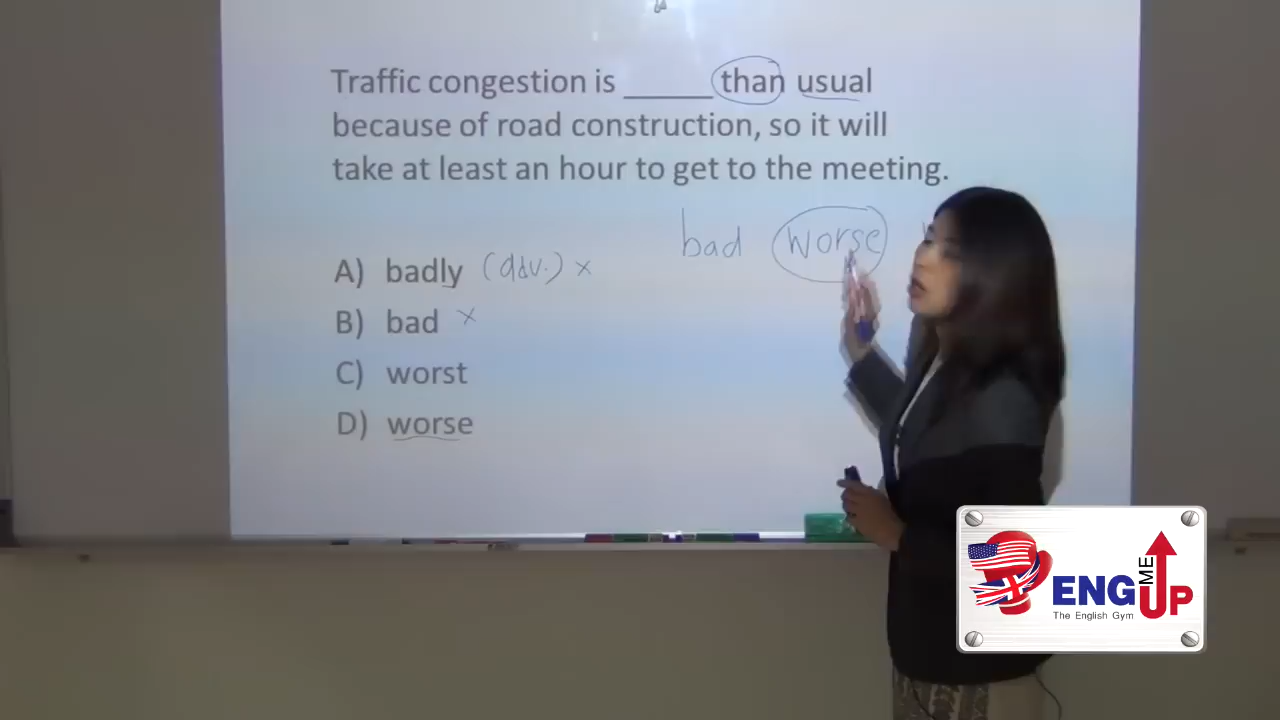 Traffic congestion is ______ than usual
because of road construction, so it will
take at least an hour to get to the meeting.
bad worse
A) badly (adv.) x
B) bad x
C) worst
D) worse
ENG ME UP
The English Gym